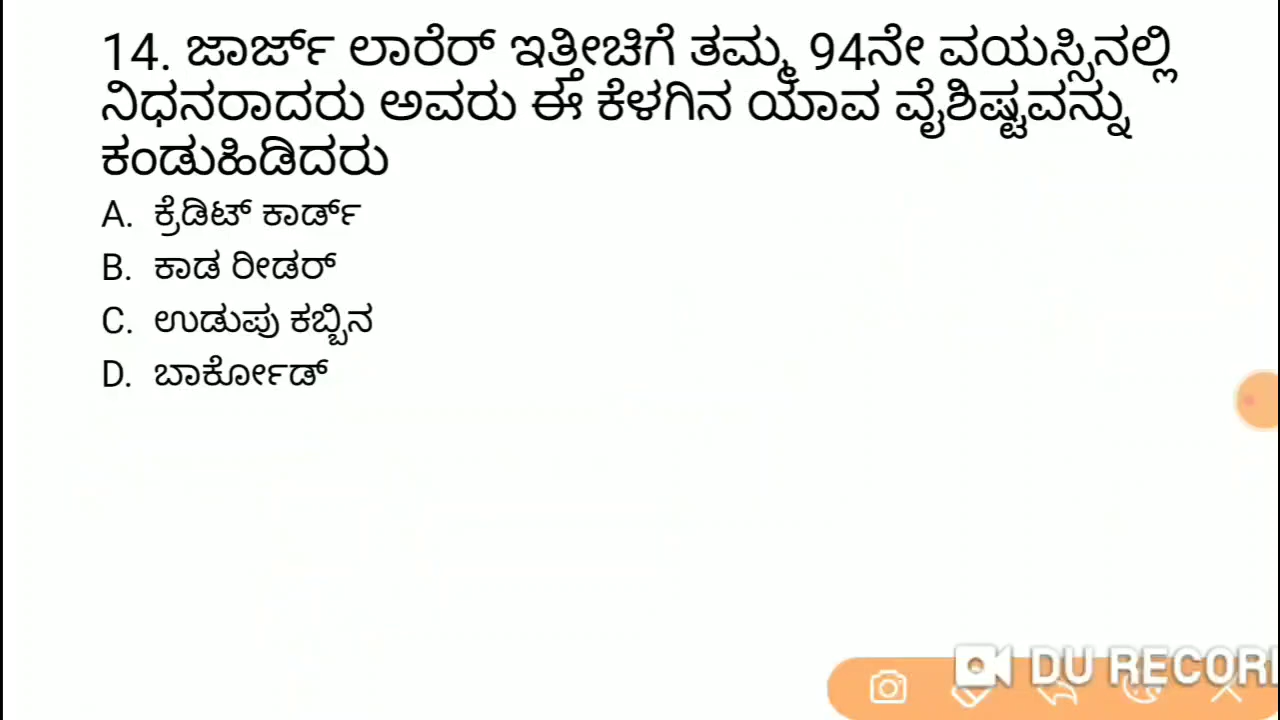 14. ಜಾರ್ಜ್ ಲಾರೆರ್ ಇತ್ತೀಚಿಗೆ ತಮ್ಮ 94ನೇ ವಯಸ್ಸಿನಲ್ಲಿ
ನಿಧನರಾದರು ಅವರು ಈ ಕೆಳಗಿನ ಯಾವ ವೈಶಿಷ್ಟವನ್ನು
ಕಂಡುಹಿಡಿದರು
A. ಕ್ರೆಡಿಟ್ ಕಾರ್ಡ್
B. ಕಾಡ ರೀಡರ್
C. ಉಡುಪು ಕಬ್ಬಿನ
D. ಬಾರ್ಕೋಡ್
DU RECOR